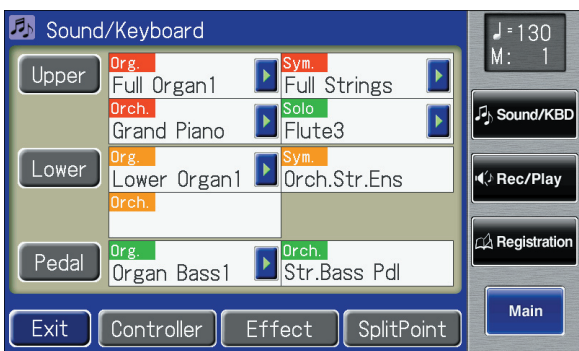 Sound/Keyboard
♩=130
M: 1
Upper
Org.
Full Organ1
Sym.
Full Strings
Orch.
Grand Piano
Solo
Flute3
Lower
Org.
Lower Organ1
Sym.
Orch.Str.Ens
Orch.
Pedal
Org.
Organ Bass1
Orch.
Str.Bass Pdl
Sound/KBD
Rec/Play
Registration
Main
Exit
Controller
Effect
SplitPoint